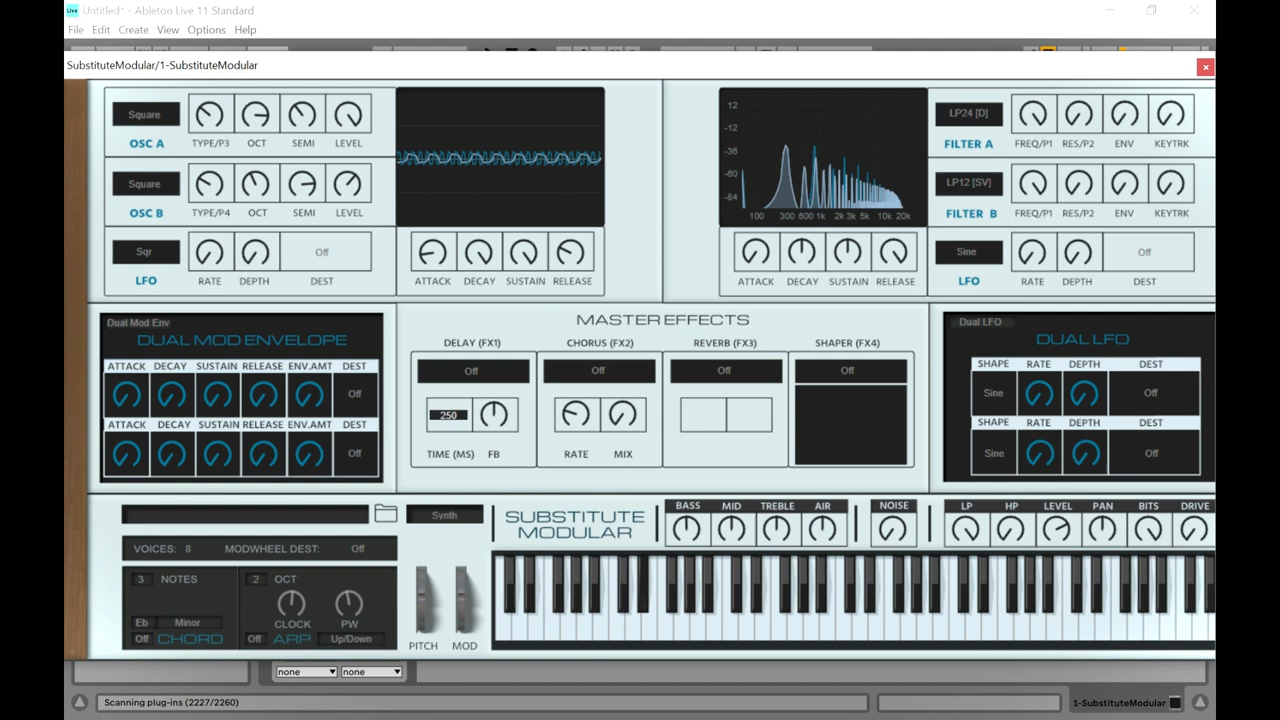 Live Untitled* - Ableton Live 11 Standard
File Edit Create View Options Help
SubstituteModular/1-SubstituteModular
Square
OSC A
TYPE/P3 OCT SEMI LEVEL
Square
OSC B
TYPE/P4 OCT SEMI LEVEL
Sqr
LFO
RATE DEPTH DEST
Off
ATTACK DECAY SUSTAIN RELEASE
12
-12
-36
-60
-84
100 300 600 1k 2k 3k 5k 10k 20k
ATTACK DECAY SUSTAIN RELEASE
LP24 [D]
FILTER A
FREQ/P1 RES/P2 ENV KEYTRK
LP12 [SV]
FILTER B
FREQ/P1 RES/P2 ENV KEYTRK
Sine
LFO
RATE DEPTH DEST
Off
Dual Mod Env
DUAL MOD ENVELOPE
ATTACK DECAY SUSTAIN RELEASE ENV.AMT DEST
Off
ATTACK DECAY SUSTAIN RELEASE ENV.AMT DEST
Off
MASTER EFFECTS
DELAY (FX1) CHORUS (FX2) REVERB (FX3) SHAPER (FX4)
Off Off Off Off
250
TIME (MS) FB RATE MIX
Dual LFO
DUAL LFO
SHAPE RATE DEPTH DEST
Sine Off
SHAPE RATE DEPTH DEST
Sine Off
Synth
VOICES: 8 MODWHEEL DEST: Off
3 NOTES
Eb Minor
Off CHORD
2 OCT
CLOCK PW
Off ARP Up/Down
PITCH MOD
SUBSTITUTE
MODULAR
BASS MID TREBLE AIR NOISE LP HP LEVEL PAN BITS DRIVE
none none
Scanning plug-ins (2227/2260) 1-SubstituteModular